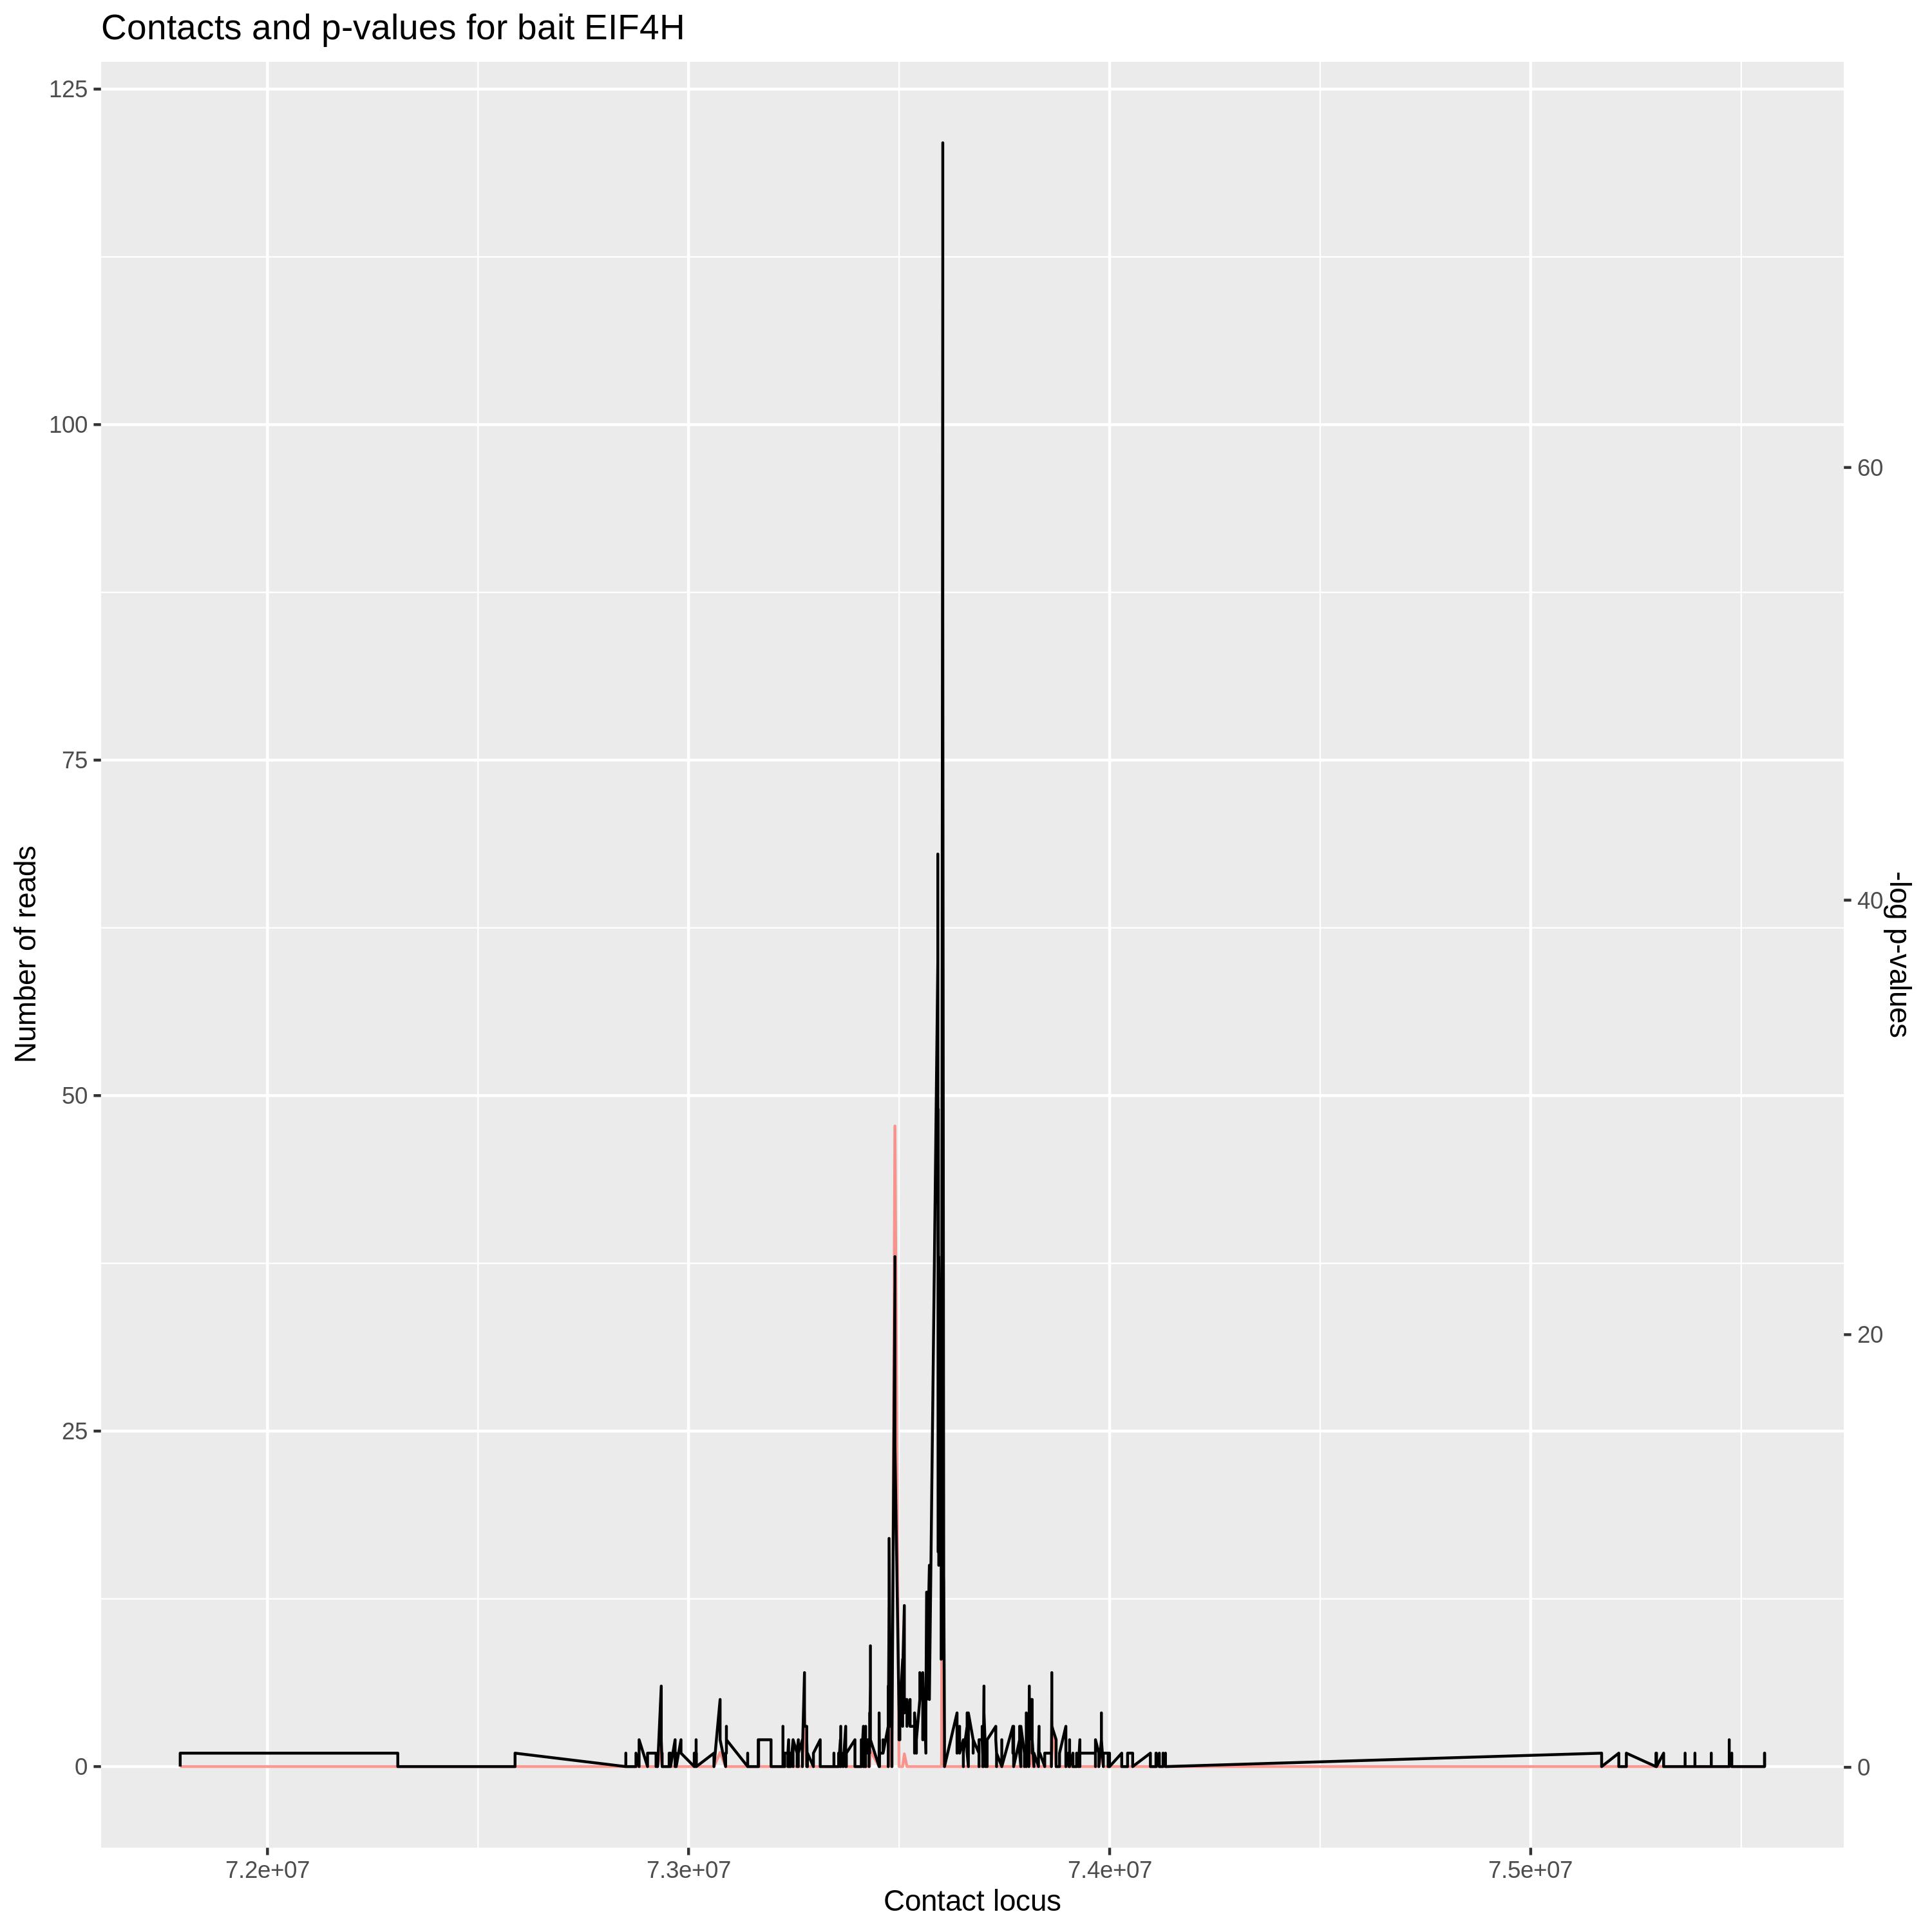 Contacts and p-values for bait EIF4H
125
100
75
50
25
0
Number of reads
60
40
20
0
-log p-values
7.2e+07
7.3e+07
7.4e+07
7.5e+07
Contact locus